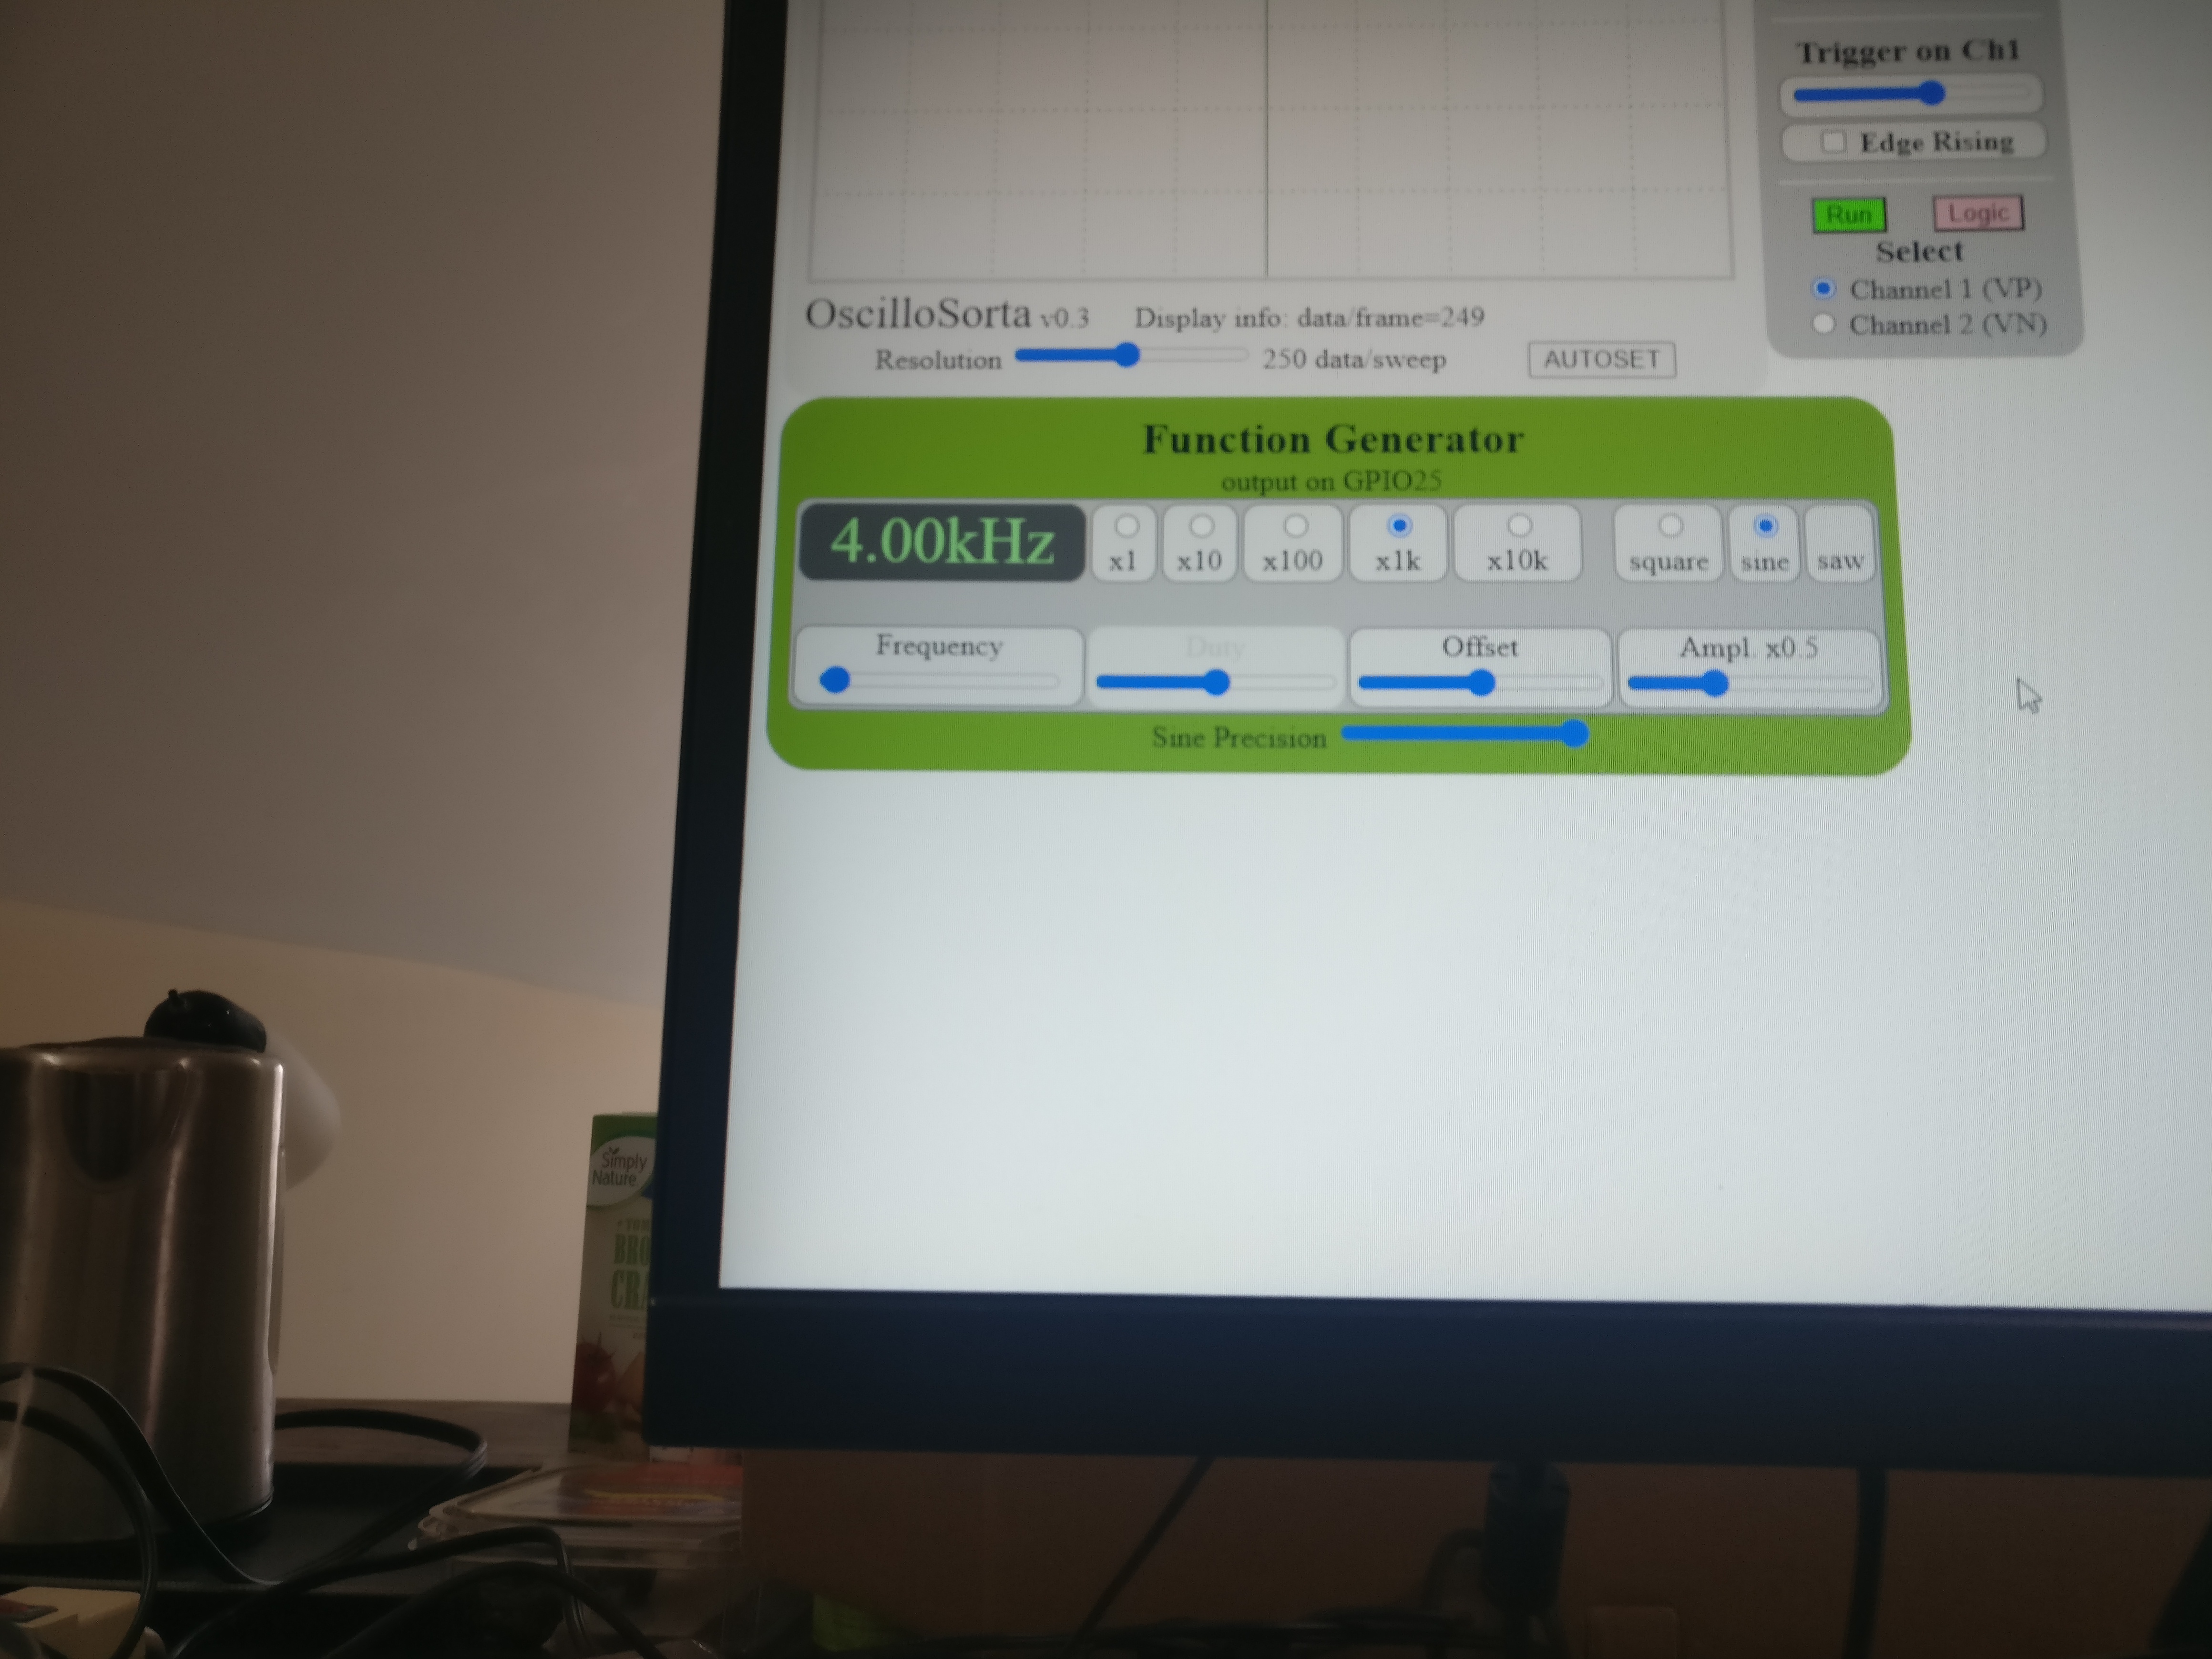 Trigger on Ch1
Edge Rising
Run Logic
Select
Channel 1 (VP)
Channel 2 (VN)
OscilloSorta v0.3 Display info: data/frame=249
Resolution 250 data/sweep AUTOSET
Function Generator
output on GPIO25
4.00kHz x1 x10 x100 x1k x10k square sine saw
Frequency Duty Offset Ampl. x0.5
Sine Precision
Simply
Nature